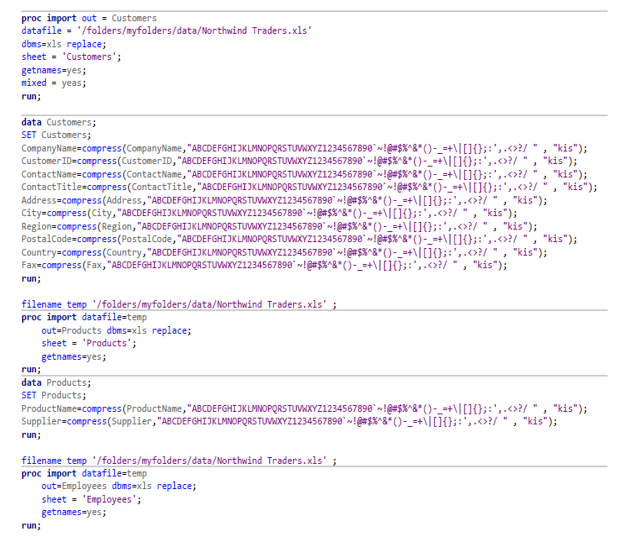 proc import out = Customers
datafile = '/folders/myfolders/data/Northwind Traders.xls'
dbms=xls replace;
sheet = 'Customers';
getnames=yes;
mixed = yeas;
run;
data Customers;
SET Customers;
CompanyName=compress(CompanyName,"ABCDEFGHIJKLMNOPQRSTUVWXYZ1234567890`~!@#$%^&*()-_=+\|[]{};:',.<>?/ " , "kis");
CustomerID=compress(CustomerID,"ABCDEFGHIJKLMNOPQRSTUVWXYZ1234567890`~!@#$%^&*()-_=+\|[]{};:',.<>?/ " , "kis");
ContactName=compress(ContactName,"ABCDEFGHIJKLMNOPQRSTUVWXYZ1234567890`~!@#$%^&*()-_=+\|[]{};:',.<>?/ " , "kis");
ContactTitle=compress(ContactTitle,"ABCDEFGHIJKLMNOPQRSTUVWXYZ1234567890`~!@#$%^&*()-_=+\|[]{};:',.<>?/ " , "kis");
Address=compress(Address,"ABCDEFGHIJKLMNOPQRSTUVWXYZ1234567890`~!@#$%^&*()-_=+\|[]{};:',.<>?/ " , "kis");
City=compress(City,"ABCDEFGHIJKLMNOPQRSTUVWXYZ1234567890`~!@#$%^&*()-_=+\|[]{};:',.<>?/ " , "kis");
Region=compress(Region,"ABCDEFGHIJKLMNOPQRSTUVWXYZ1234567890`~!@#$%^&*()-_=+\|[]{};:',.<>?/ " , "kis");
PostalCode=compress(PostalCode,"ABCDEFGHIJKLMNOPQRSTUVWXYZ1234567890`~!@#$%^&*()-_=+\|[]{};:',.<>?/ " , "kis");
Country=compress(Country,"ABCDEFGHIJKLMNOPQRSTUVWXYZ1234567890`~!@#$%^&*()-_=+\|[]{};:',.<>?/ " , "kis");
Fax=compress(Fax,"ABCDEFGHIJKLMNOPQRSTUVWXYZ1234567890`~!@#$%^&*()-_=+\|[]{};:',.<>?/ " , "kis");
run;
filename temp '/folders/myfolders/data/Northwind Traders.xls' ;
proc import datafile=temp
out=Products dbms=xls replace;
sheet = 'Products';
getnames=yes;
run;
data Products;
SET Products;
ProductName=compress(ProductName,"ABCDEFGHIJKLMNOPQRSTUVWXYZ1234567890`~!@#$%^&*()-_=+\|[]{};:',.<>?/ " , "kis");
Supplier=compress(Supplier,"ABCDEFGHIJKLMNOPQRSTUVWXYZ1234567890`~!@#$%^&*()-_=+\|[]{};:',.<>?/ " , "kis");
run;
filename temp '/folders/myfolders/data/Northwind Traders.xls' ;
proc import datafile=temp
out=Employees dbms=xls replace;
sheet = 'Employees';
getnames=yes;
run;